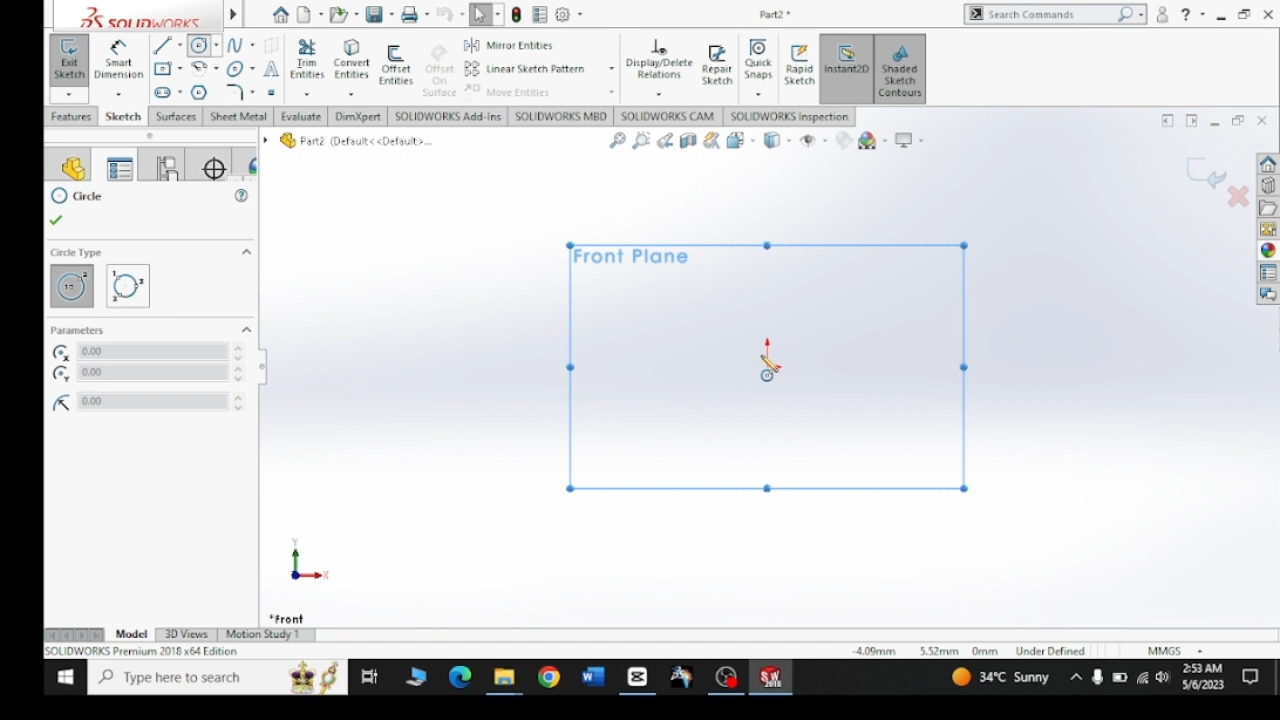 SOLIDWORKS
Part2 *
Search Commands
?
Exit Sketch
Smart Dimension
Trim Entities
Convert Entities
Offset Entities
Offset On Surface
Mirror Entities
Linear Sketch Pattern
Move Entities
Display/Delete Relations
Repair Sketch
Quick Snaps
Rapid Sketch
Instant2D
Shaded Sketch Contours
Features
Sketch
Surfaces
Sheet Metal
Evaluate
DimXpert
SOLIDWORKS Add-Ins
SOLIDWORKS MBD
SOLIDWORKS CAM
SOLIDWORKS Inspection
Part2 (Default<<Default>...
Circle
?
Circle Type
Parameters
0.00
0.00
0.00
Front Plane
Y
X
*Front
Model
3D Views
Motion Study 1
SOLIDWORKS Premium 2018 x64 Edition
-4.09mm
5.52mm
0mm
Under Defined
MMGS
Type here to search
SW
2018
34°C Sunny
2:53 AM
5/6/2023